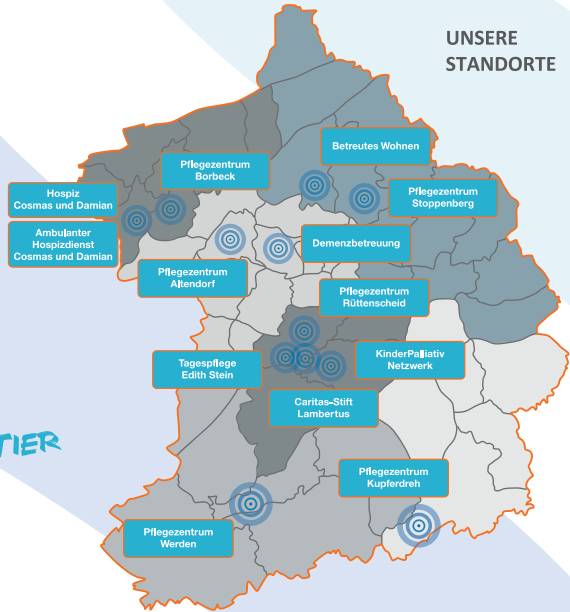 UNSERE
STANDORTE
Betreutes Wohnen
Pflegezentrum
Borbeck
Hospiz
Cosmas und Damian
Pflegezentrum
Stoppenberg
Ambulanter
Hospizdienst
Cosmas und Damian
Demenzbetreuung
Pflegezentrum
Altendorf
Pflegezentrum
Rüttenscheid
Tagespflege
Edith Stein
KinderPalliativ
Netzwerk
Caritas-Stift
Lambertus
TIER
Pflegezentrum
Kupferdreh
Pflegezentrum
Werden